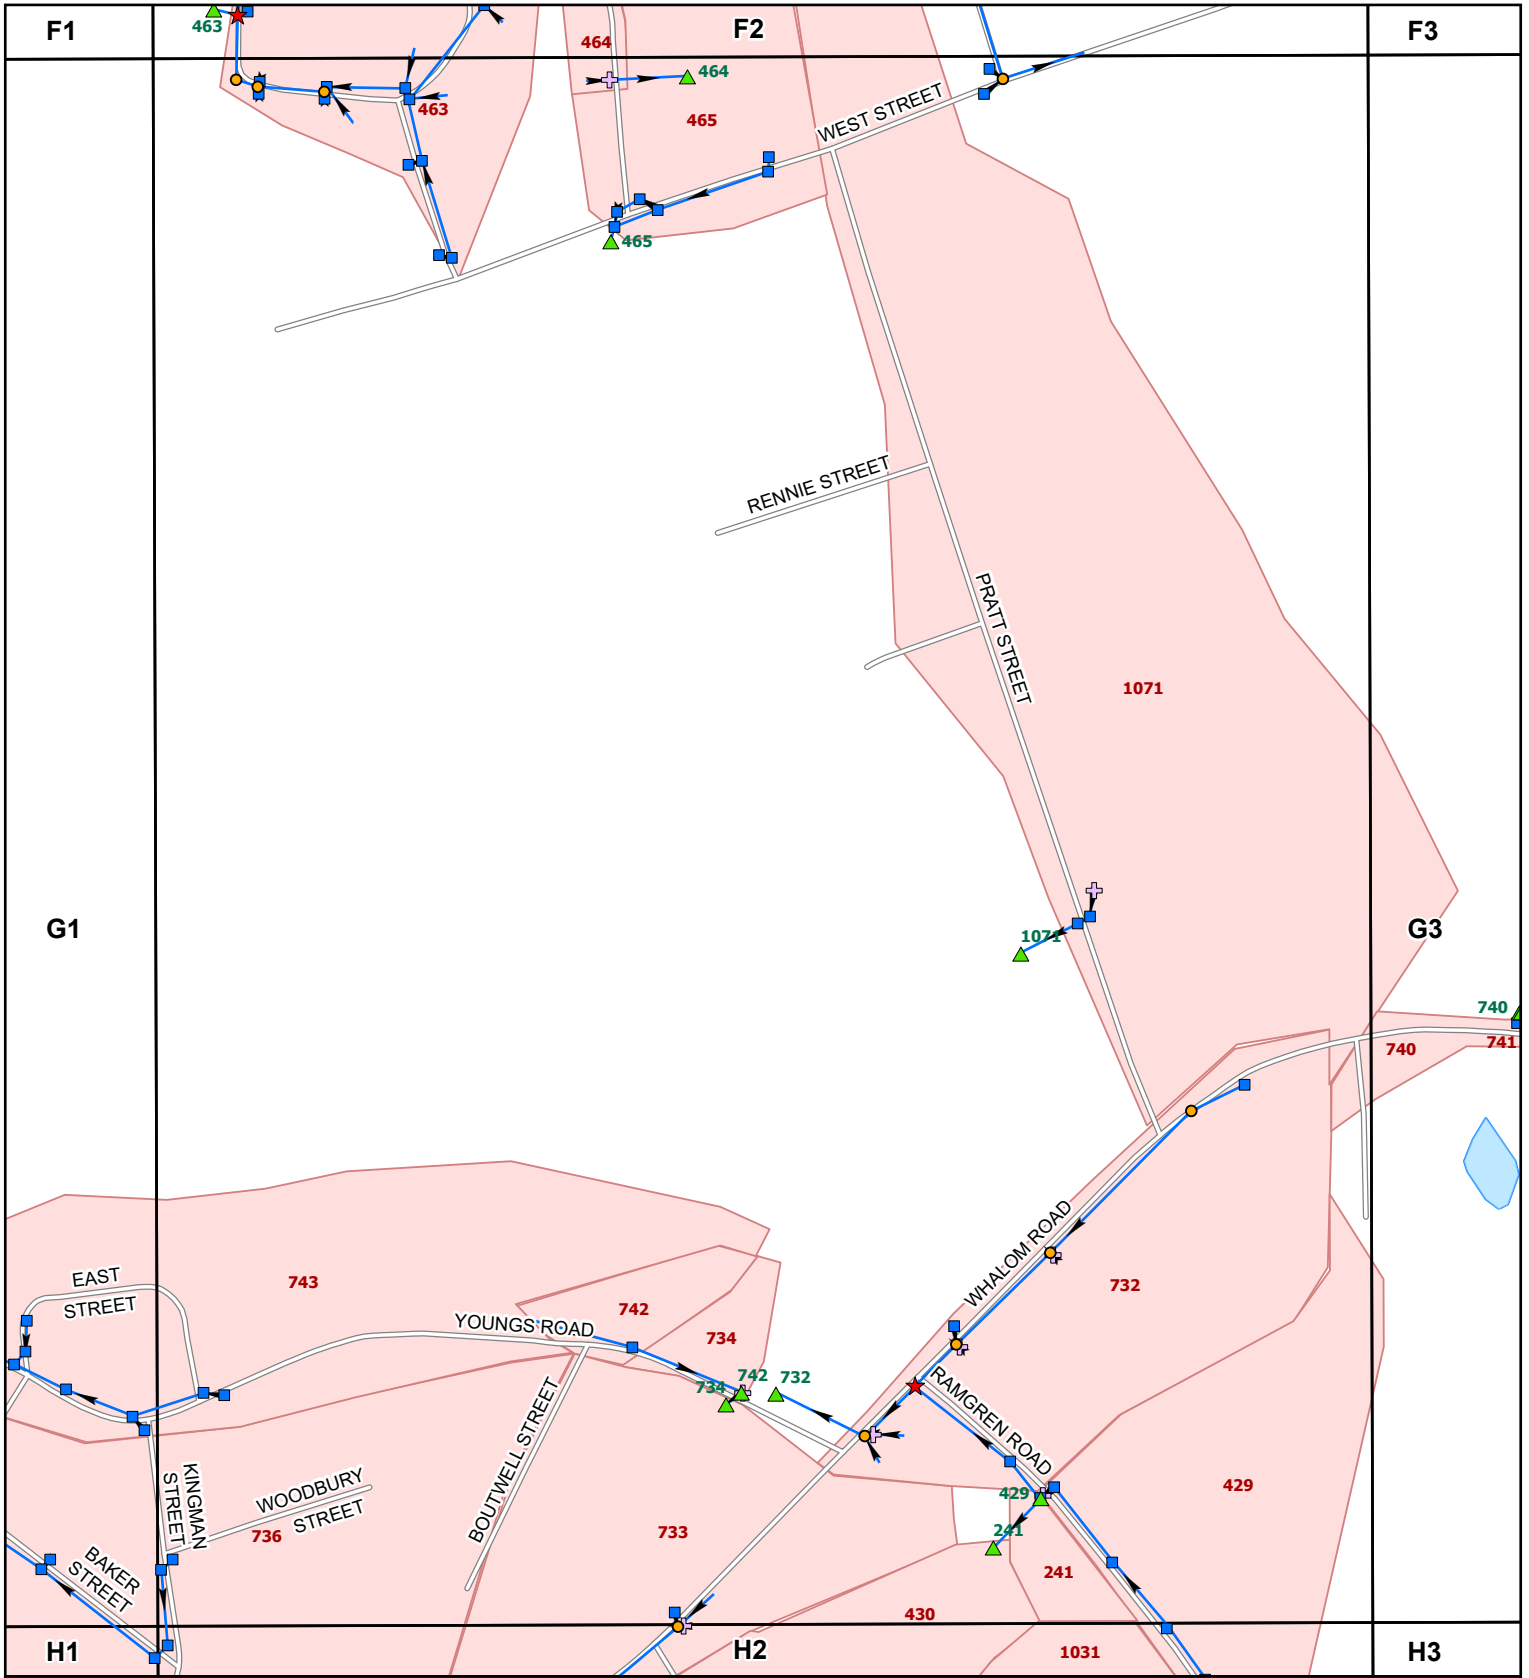 F1
F2
F3
463
464
464
463
465
WEST STREET
465
RENNIE STREET
PRATT STREET
1071
G1
1071
G3
740
740
741
WHALOM ROAD
EAST
STREET
743
742
732
YOUNGS ROAD
734
742
732
734
RAMGREN ROAD
BOUTWELL STREET
KINGMAN
STREET
WOODBURY
STREET
429
429
736
733
241
BAKER
STREET
241
430
H1
H2
1031
H3